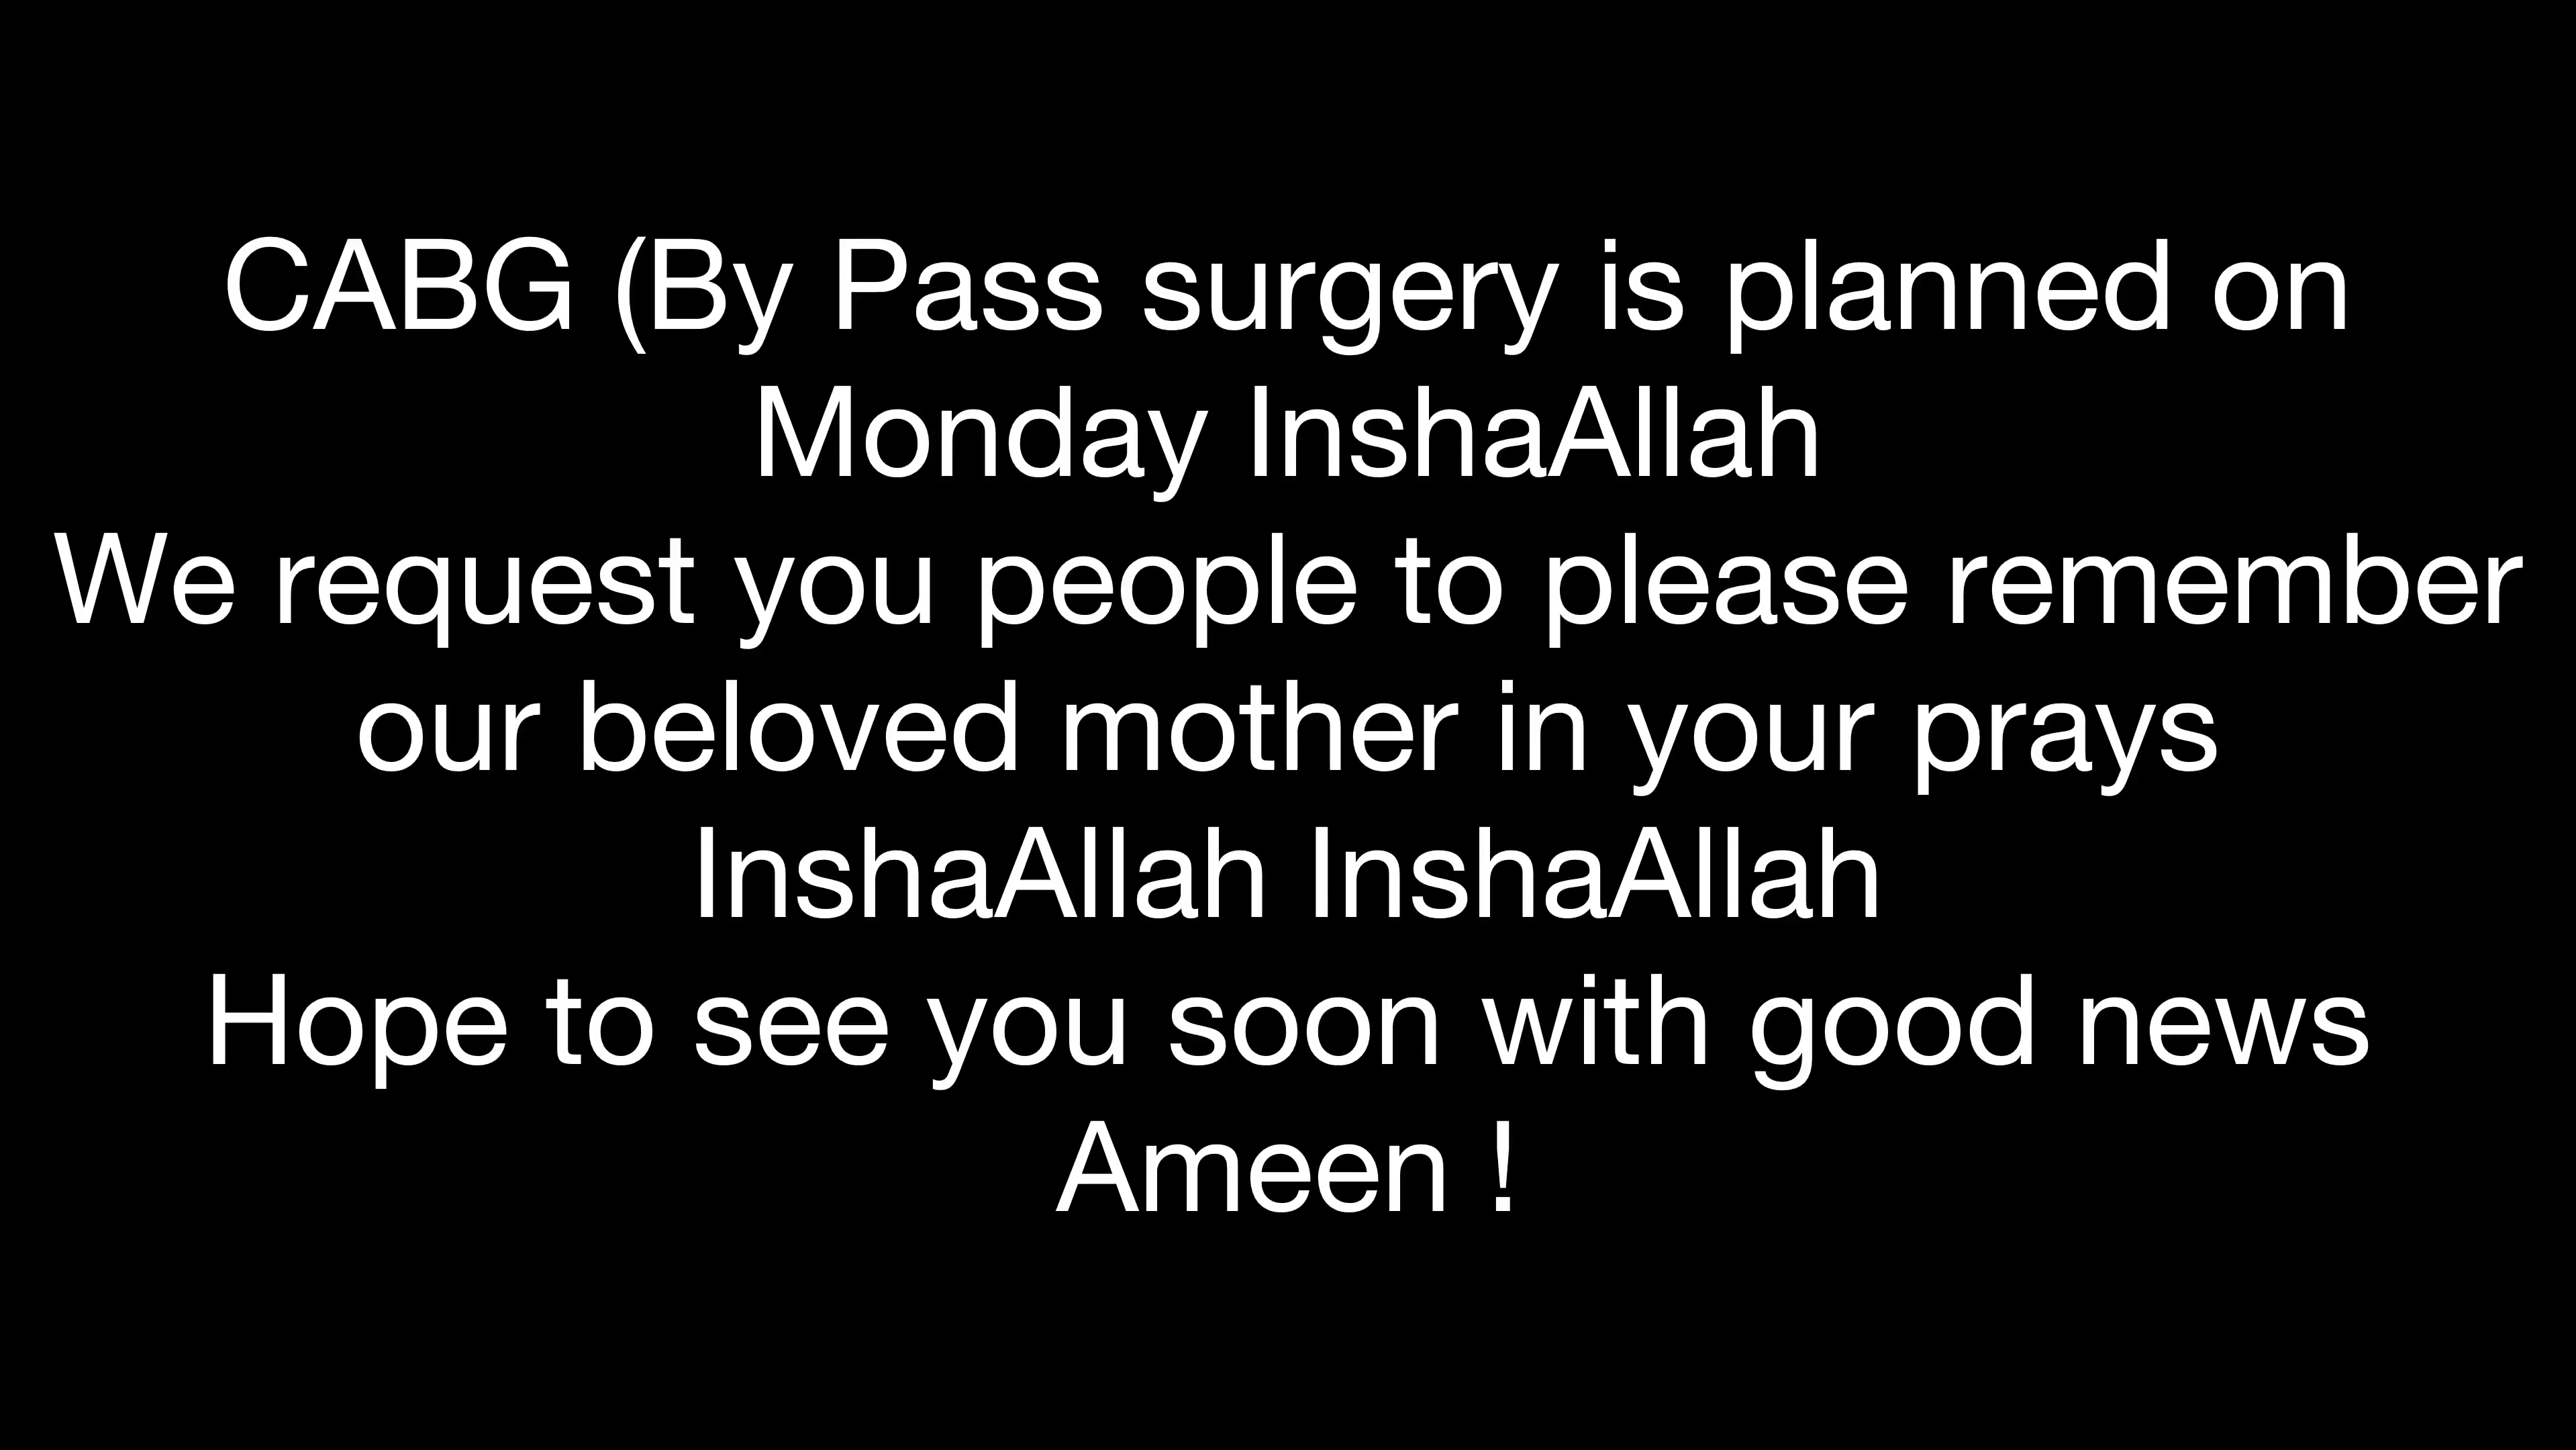 CABG (By Pass surgery is planned on
Monday InshaAllah
We request you people to please remember
our beloved mother in your prays
InshaAllah InshaAllah
Hope to see you soon with good news
Ameen !